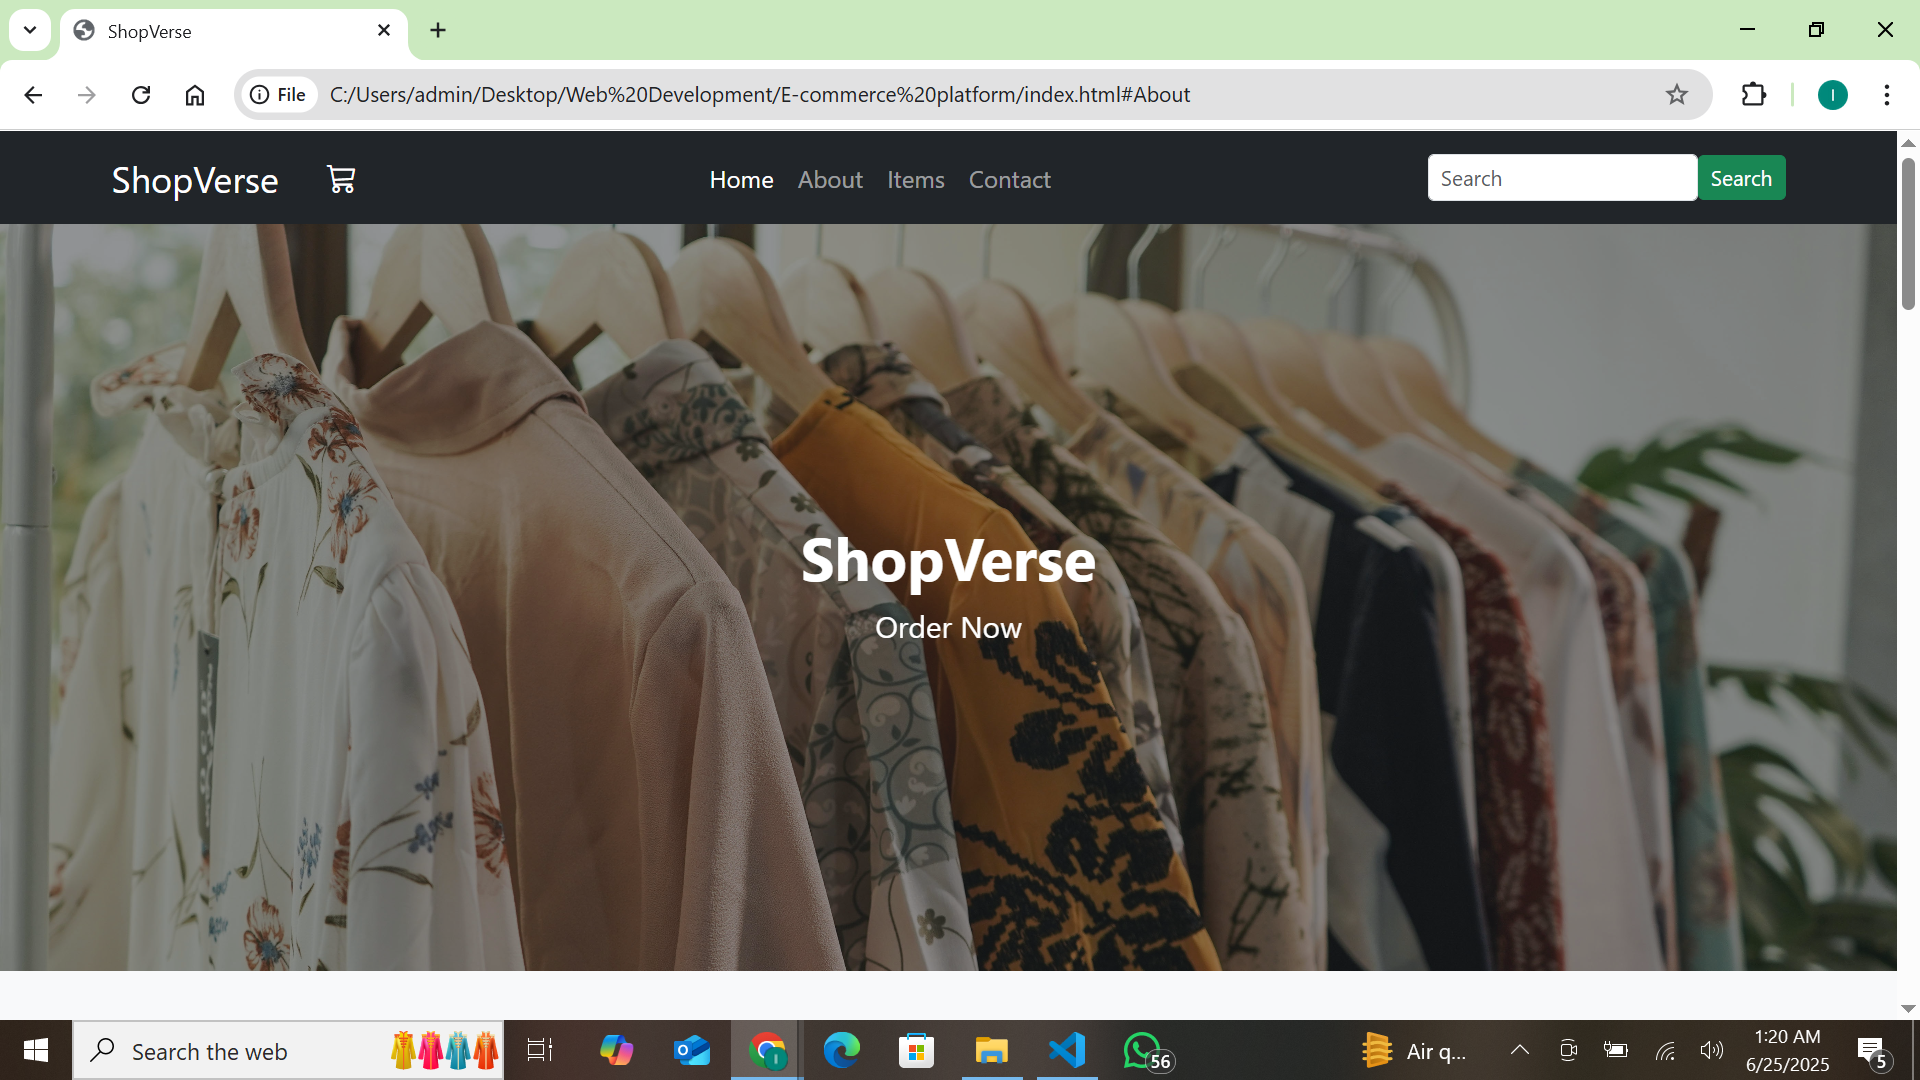 ShopVerse
File C:/Users/admin/Desktop/Web%20Development/E-commerce%20platform/index.html#About
I
ShopVerse Home About Items Contact Search Search
ShopVerse
Order Now
Search the web
56
Air q...
1:20 AM
6/25/2025
5